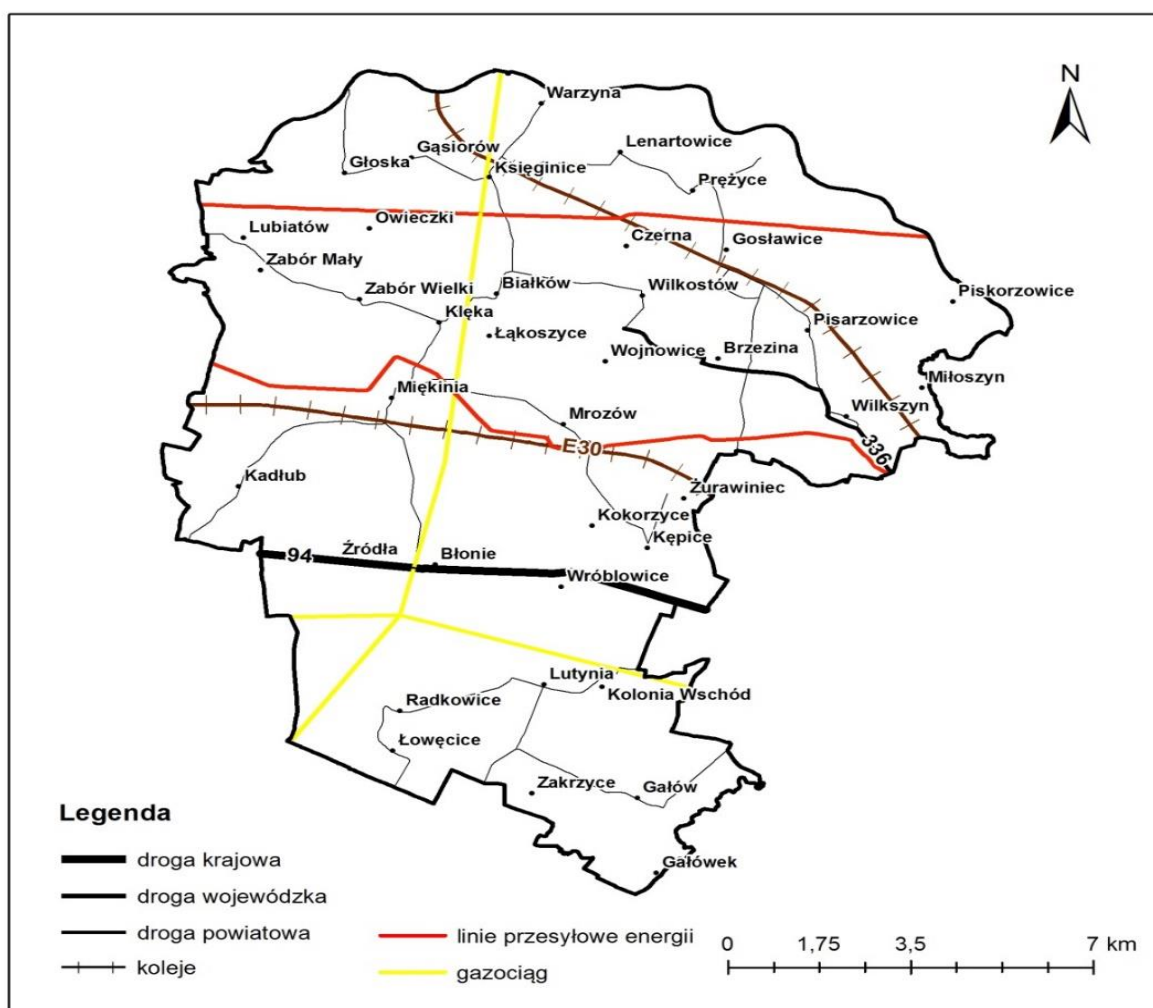 N
Warzyna
Lenartowice
Gąsiorów
Głoska
Księginice
Prężyce
Owieczki
Lubiatów
Czerna
Gosławice
Zabór Mały
Zabór Wielki
Białków
Wilkostów
Piskorzowice
Klęka
Łąkoszyce
Pisarzowice
Wojnowice
Brzezina
Miłoszyn
Miękinia
Mrozów
Wilkszyn
336
E30
Kadłub
Żurawiniec
Kokorzyce
Kępice
94
Źródła
Błonie
Wróblowice
Lutynia
Kolonia Wschód
Radkowice
Łowęcice
Zakrzyce
Gałów
Gałówek
Legenda
droga krajowa
droga wojewódzka
droga powiatowa
koleje
linie przesyłowe energii
gazociąg
0 1,75 3,5 7 km